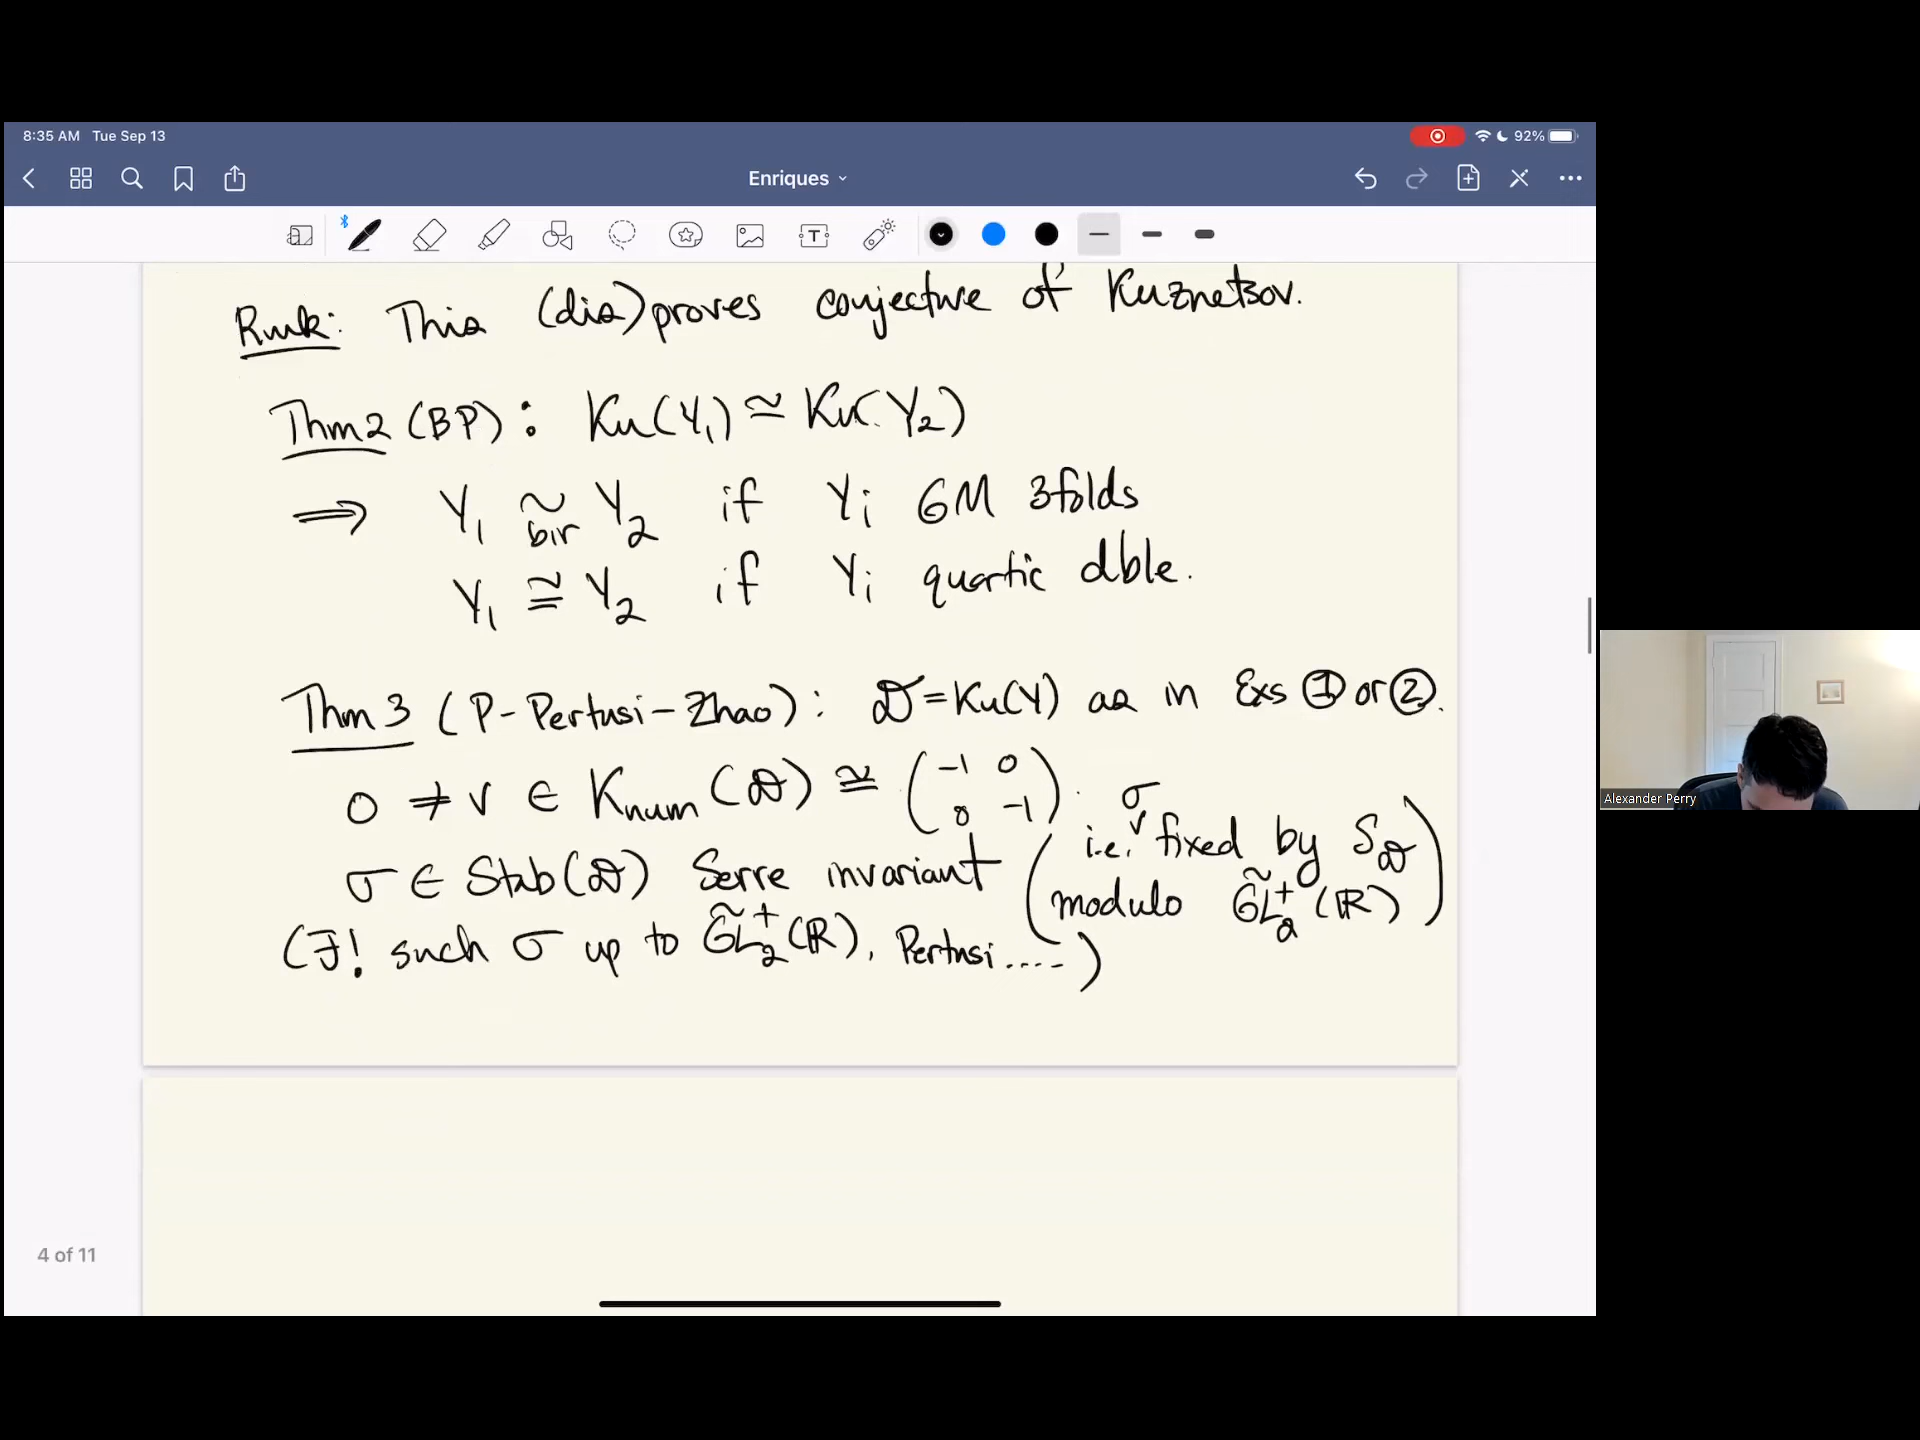 8:35 AM Tue Sep 13
92%
Enriques
T
Rmk: This (dis)proves conjecture of Kuznetsov.
Thm 2 (BP): Ku(Y₁) ≃ Ku(Y₂)
⟹ Y₁ ~bir Y₂ if Yᵢ GM 3folds
Y₁ ≅ Y₂ if Yᵢ quartic dble.
Thm 3 (P-Pertusi-Zhao): 𝒟 = Ku(Y) as in Exs ① or ②.
0 ≠ v ∈ Knum(𝒟) ≅ (-1 0 0 -1).
σ ∈ Stab(𝒟) Serre invariant (i.e. σ fixed by S𝒟
modulo G̃L₂⁺(ℝ))
(∃! such σ up to G̃L₂⁺(ℝ), Pertusi.....)
Alexander Perry
4 of 11